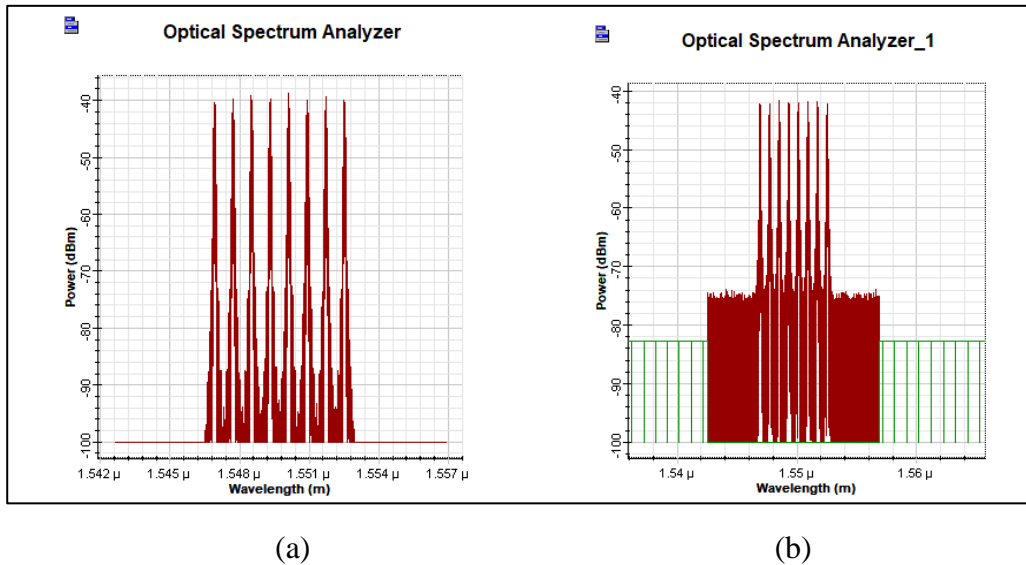 Optical Spectrum Analyzer
Power (dBm)
-40
-50
-60
-70
-80
-90
-100
1.542 µ 1.545 µ 1.548 µ 1.551 µ 1.554 µ 1.557 µ
Wavelength (m)
(a)
Optical Spectrum Analyzer_1
Power (dBm)
-40
-50
-60
-70
-80
-90
-100
1.54 µ 1.55 µ 1.56 µ
Wavelength (m)
(b)